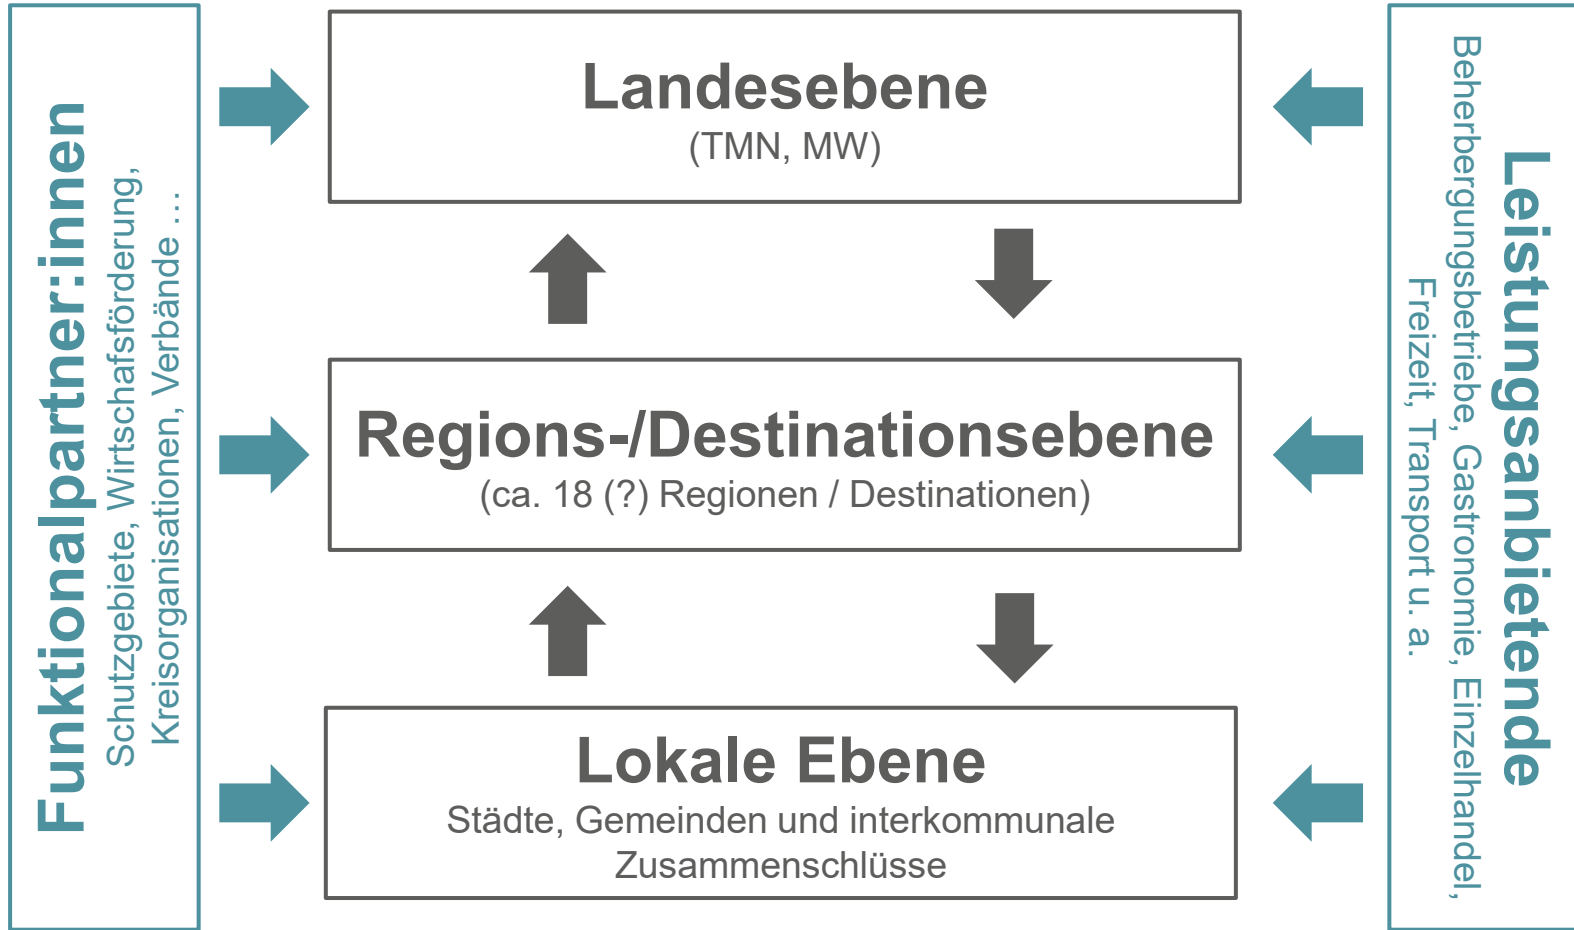 Funktionalpartner:innen
Schutzgebiete, Wirtschafsförderung,
Kreisorganisationen, Verbände …
Landesebene
(TMN, MW)
Regions-/Destinationsebene
(ca. 18 (?) Regionen / Destinationen)
Lokale Ebene
Städte, Gemeinden und interkommunale
Zusammenschlüsse
Leistungsanbietende
Beherbergungsbetriebe, Gastronomie, Einzelhandel,
Freizeit, Transport u. a.